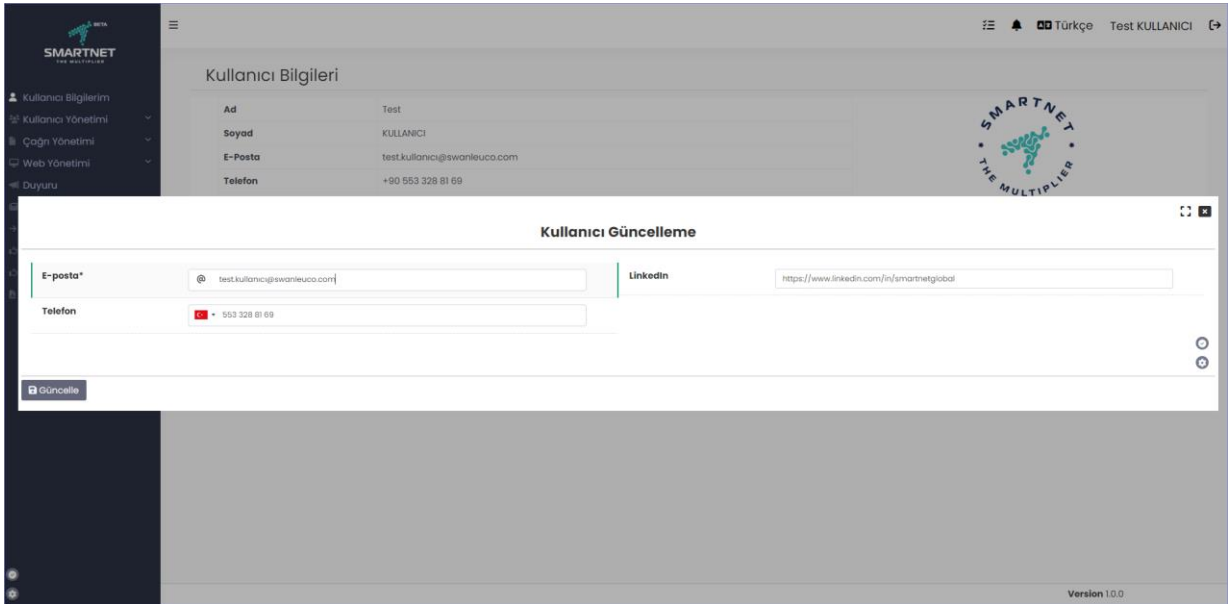 BETA
SMARTNET
THE MULTIPLIER
Türkçe Test KULLANICI
Kullanıcı Bilgilerim
Kullanıcı Yönetimi
Çağrı Yönetimi
Web Yönetimi
Duyuru
Kullanıcı Bilgileri
Ad Test
Soyad KULLANICI
E-Posta test.kullanıcı@swanleuco.com
Telefon +90 553 328 81 69
SMARTNET
THE MULTIPLIER
Kullanıcı Güncelleme
E-posta* @ test.kullanıcı@swanleuco.com
LinkedIn https://www.linkedin.com/in/smartnetglobal
Telefon 553 328 81 69
Güncelle
Version 1.0.0